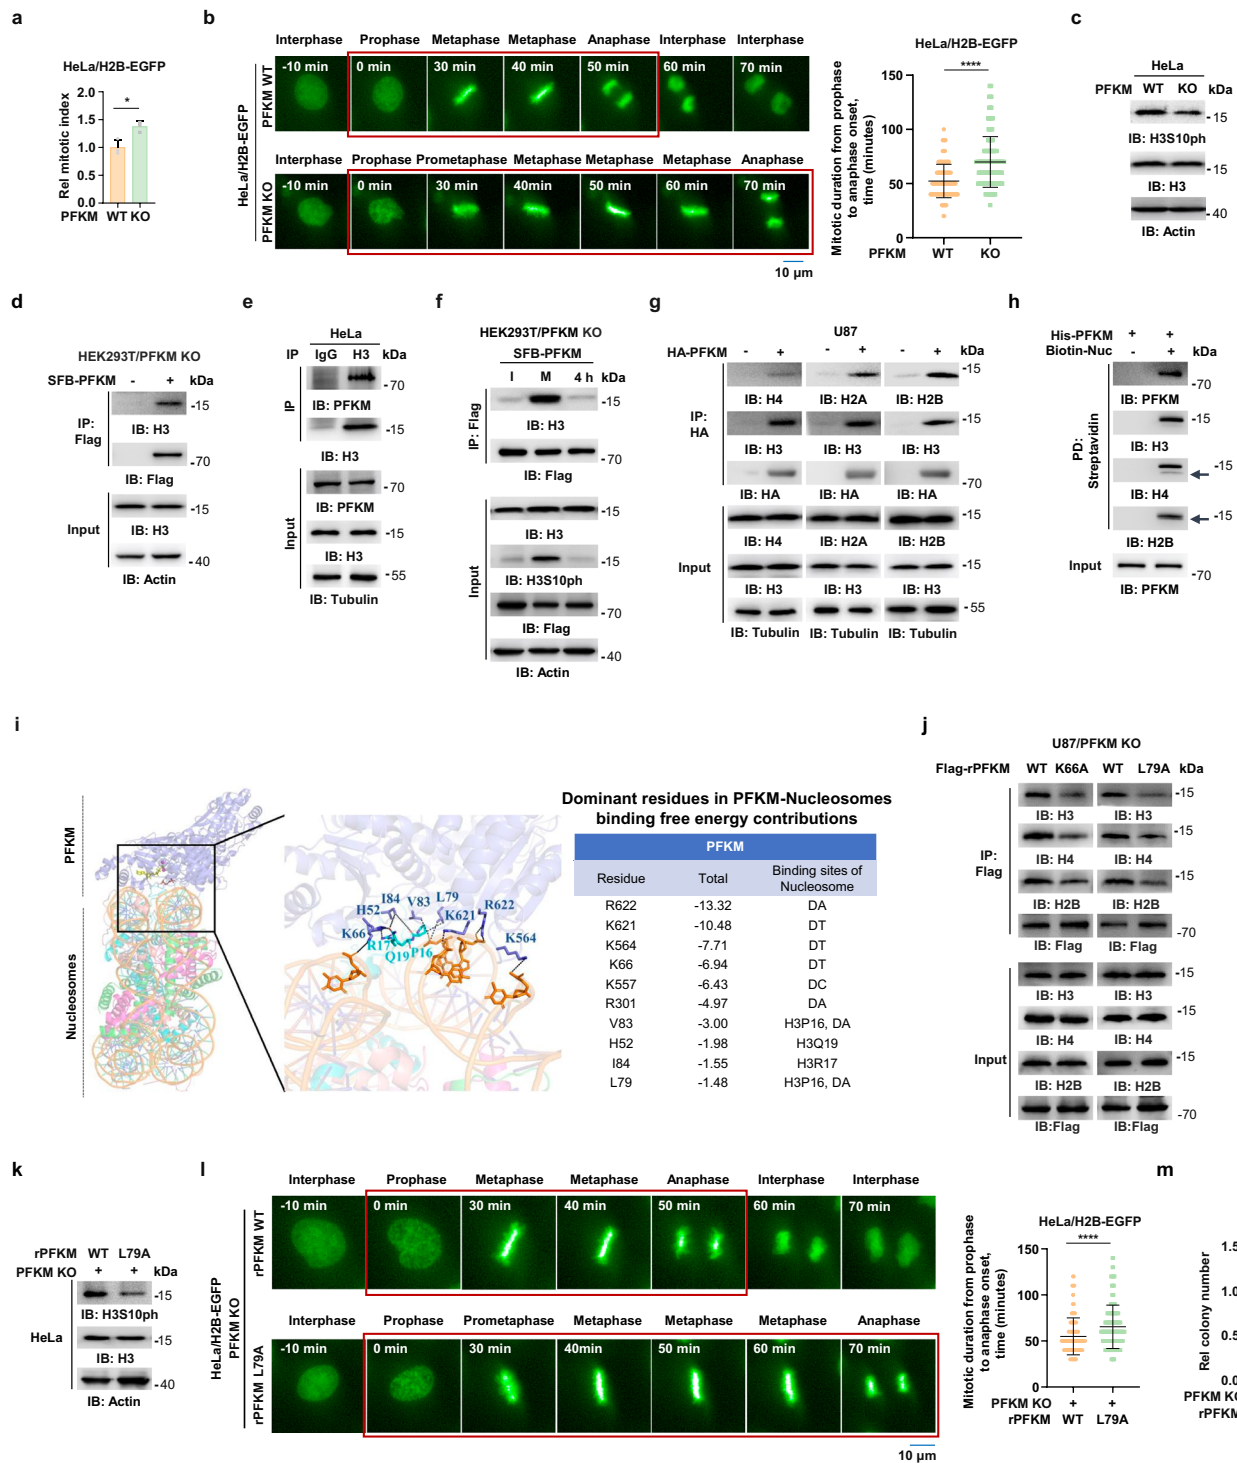 a
HeLa/H2B-EGFP
Rel mitotic index
2.0
1.5
1.0
0.5
0.0
*
PFKM WT KO
b
HeLa/H2B-EGFP
PFKM WT
Interphase Prophase Metaphase Metaphase Anaphase Interphase Interphase
-10 min 0 min 30 min 40 min 50 min 60 min 70 min
PFKM KO
Interphase Prophase Prometaphase Metaphase Metaphase Metaphase Anaphase
-10 min 0 min 30 min 40min 50 min 60 min 70 min
10 µm
HeLa/H2B-EGFP
Mitotic duration from prophase
to anaphase onset,
time (minutes)
150
100
50
0
****
PFKM WT KO
c
HeLa
PFKM WT KO kDa
-15
IB: H3S10ph
-15
IB: H3
-40
IB: Actin
d
HEK293T/PFKM KO
SFB-PFKM - + kDa
IP:
Flag
-15
IB: H3
-70
IB: Flag
Input
-15
IB: H3
-40
IB: Actin
e
HeLa
IP IgG H3 kDa
IP
-70
IB: PFKM
-15
IB: H3
Input
-70
IB: PFKM
-15
IB: H3
-55
IB: Tubulin
f
HEK293T/PFKM KO
SFB-PFKM
I M 4 h kDa
IP: Flag
-15
IB: H3
-70
IB: Flag
Input
-15
IB: H3
-15
IB: H3S10ph
-70
IB: Flag
-40
IB: Actin
g
U87
HA-PFKM - + - + - + kDa
IP:
HA
-15
IB: H4 IB: H2A IB: H2B
-15
IB: H3 IB: H3 IB: H3
-70
IB: HA IB: HA IB: HA
Input
-15
IB: H4 IB: H2A IB: H2B
-15
IB: H3 IB: H3 IB: H3
-55
IB: Tubulin IB: Tubulin IB: Tubulin
h
His-PFKM + +
Biotin-Nuc - + kDa
PD:
Streptavidin
-70
IB: PFKM
-15
IB: H3
-15
IB: H4
-15
IB: H2B
Input
-70
IB: PFKM
i
PFKM
Nucleosomes
H52 I84 V83 L79 K621 R622
K66 R17 Q19 P16 K564
Dominant residues in PFKM-Nucleosomes
binding free energy contributions
PFKM
Residue Total Binding sites of Nucleosome
R622 -13.32 DA
K621 -10.48 DT
K564 -7.71 DT
K66 -6.94 DT
K557 -6.43 DC
R301 -4.97 DA
V83 -3.00 H3P16, DA
H52 -1.98 H3Q19
I84 -1.55 H3R17
L79 -1.48 H3P16, DA
j
U87/PFKM KO
Flag-rPFKM WT K66A WT L79A kDa
IP:
Flag
-15
IB: H3 IB: H3
-15
IB: H4 IB: H4
-15
IB: H2B IB: H2B
-70
IB: Flag IB: Flag
Input
-15
IB: H3 IB: H3
-15
IB: H4 IB: H4
-15
IB: H2B IB: H2B
-70
IB:Flag IB:Flag
k
rPFKM WT L79A
PFKM KO + + kDa
HeLa
-15
IB: H3S10ph
-15
IB: H3
-40
IB: Actin
l
HeLa/H2B-EGFP
PFKM KO
rPFKM WT
Interphase Prophase Metaphase Metaphase Anaphase Interphase Interphase
-10 min 0 min 30 min 40 min 50 min 60 min 70 min
rPFKM L79A
Interphase Prophase Prometaphase Metaphase Metaphase Metaphase Anaphase
-10 min 0 min 30 min 40min 50 min 60 min 70 min
10 µm
HeLa/H2B-EGFP
Mitotic duration from prophase
to anaphase onset,
time (minutes)
150
100
50
0
****
PFKM KO + +
rPFKM WT L79A
m
Rel colony number
1.5
1.0
0.5
0.0
PFKM KO
rPFKM